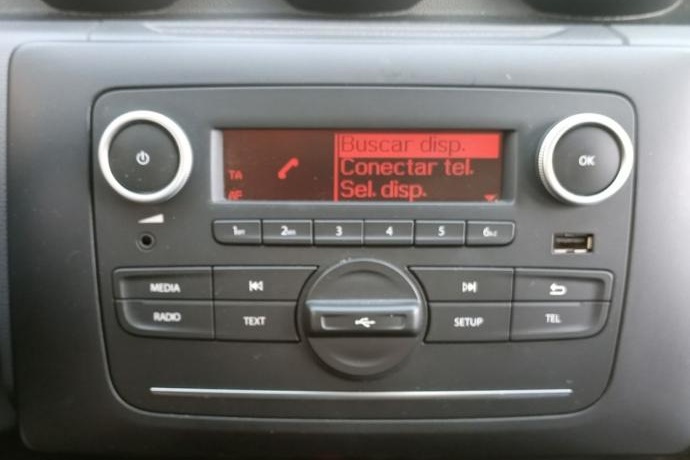 Buscar disp.
Conectar tel.
Sel. disp.
TA
AF
OK
1
2
3
4
5
6
MEDIA
RADIO
TEXT
SETUP
TEL